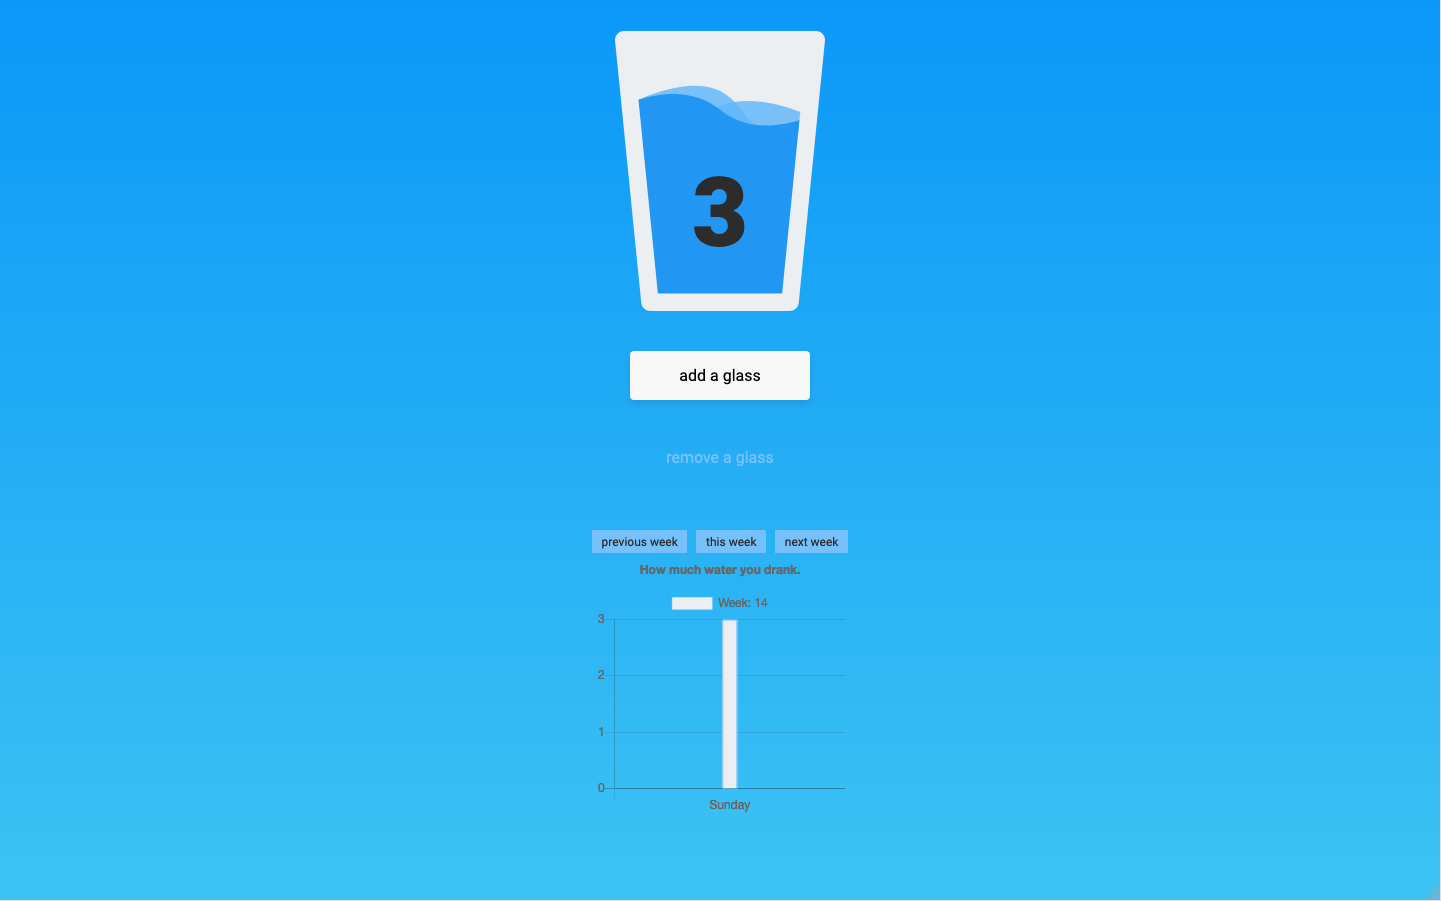 3
add a glass
remove a glass
previous week this week next week
How much water you drank.
Week: 14
3
2
1
0
Sunday